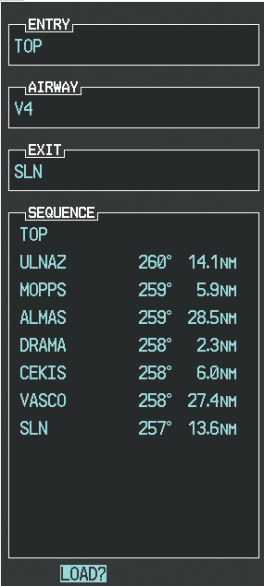 ENTRY
TOP
AIRWAY
V4
EXIT
SLN
SEQUENCE
TOP
ULNAZ 260° 14.1NM
MOPPS 259° 5.9NM
ALMAS 259° 28.5NM
DRAMA 258° 2.3NM
CEKIS 258° 6.0NM
VASCO 258° 27.4NM
SLN 257° 13.6NM
LOAD?